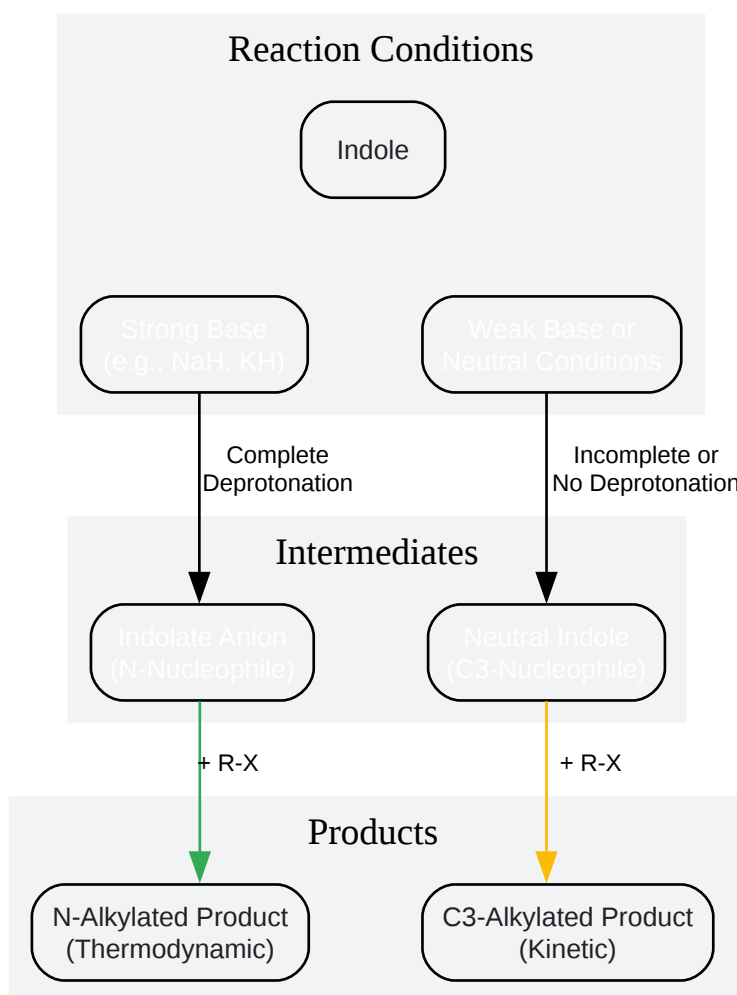 Reaction Conditions
Indole
Strong Base
(e.g., NaH, KH)
Weak Base or
Neutral Conditions
Complete
Deprotonation
Incomplete or
No Deprotonation
Intermediates
Indolate Anion
(N-Nucleophile)
Neutral Indole
(C3-Nucleophile)
+ R-X
+ R-X
Products
N-Alkylated Product
(Thermodynamic)
C3-Alkylated Product
(Kinetic)